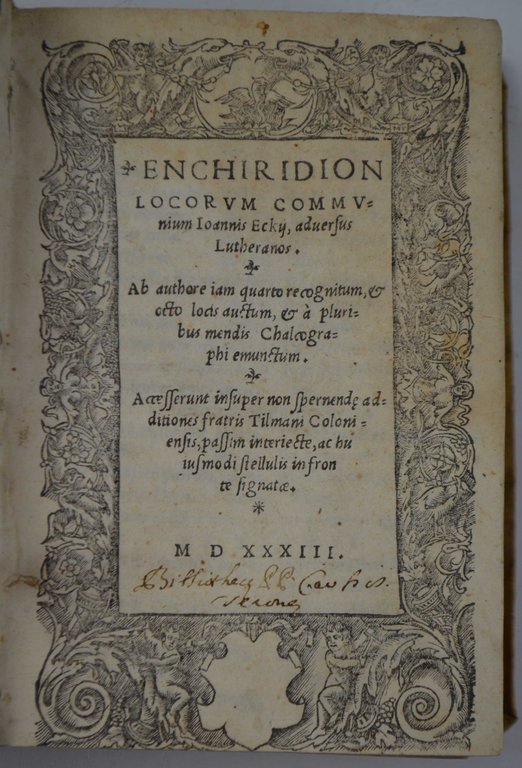 ENCHIRIDION
LOCORVM COMMV-
nium Ioannis Eckij, aduersus
Lutheranos.
Ab authore iam quarto recognitum, &
octo locis auctum, & à pluri
bus mendis Chalcogra-
phi emunctum.
Accesserunt insuper non spernendę ad-
ditiones fratris Tilmani Coloni-
ensis, passim interiectę, ac hu
iusmodi stellulis in fron
te signatæ.
*
M D XXXIII.